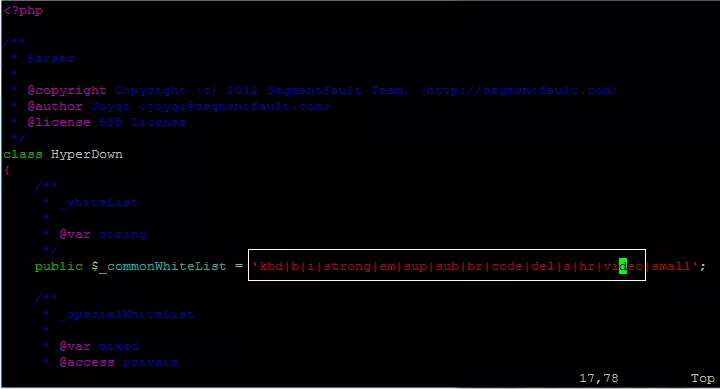 <?php
/**
 * Parser
 *
 * @copyright Copyright (c) 2012 SegmentFault Team. (http://segmentfault.com)
 * @author Joyqi <joyqi@segmentfault.com>
 * @license BSD License
 */
class HyperDown
{
    /**
     * _whiteList
     *
     * @var string
     */
    public $_commonWhiteList = 'kbd|b|i|strong|em|sup|sub|br|code|del|a|hr|video|small';
    /**
     * _specialWhiteList
     *
     * @var mixed
     * @access private
17,78 Top